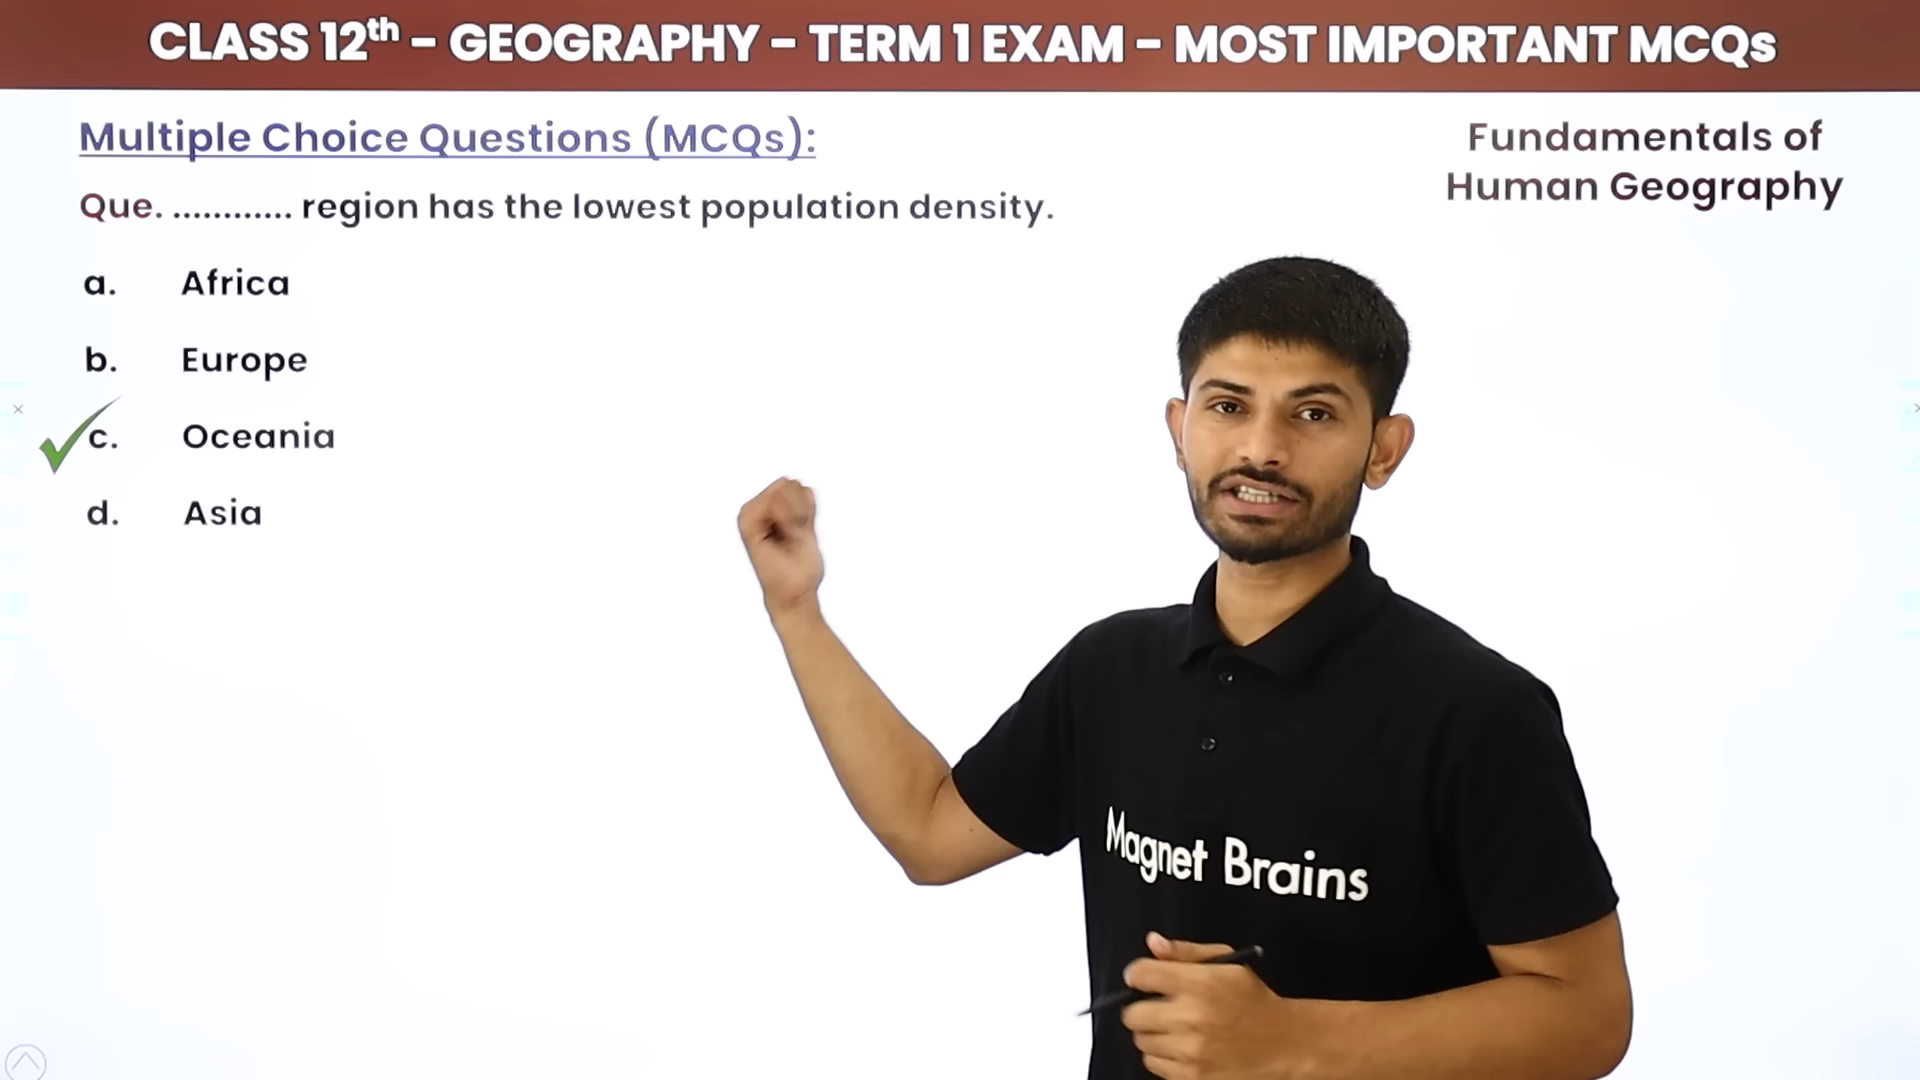 CLASS 12th - GEOGRAPHY - TERM 1 EXAM - MOST IMPORTANT MCQs
Multiple Choice Questions (MCQs):
Fundamentals of
Human Geography
Que. ............ region has the lowest population density.
a. Africa
b. Europe
c. Oceania
d. Asia
Magnet Brains